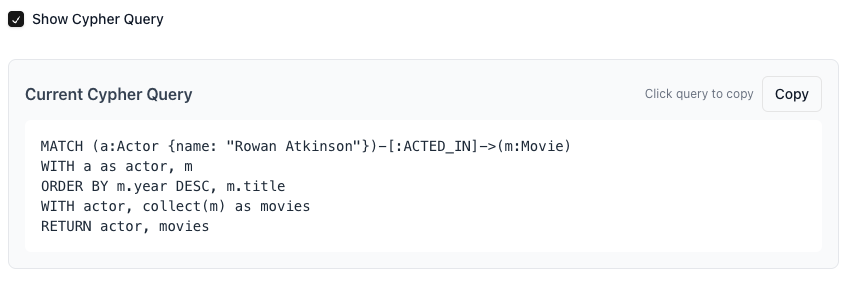 Show Cypher Query
Current Cypher Query
Click query to copy
Copy
MATCH (a:Actor {name: "Rowan Atkinson"})-[:ACTED_IN]->(m:Movie)
WITH a as actor, m
ORDER BY m.year DESC, m.title
WITH actor, collect(m) as movies
RETURN actor, movies